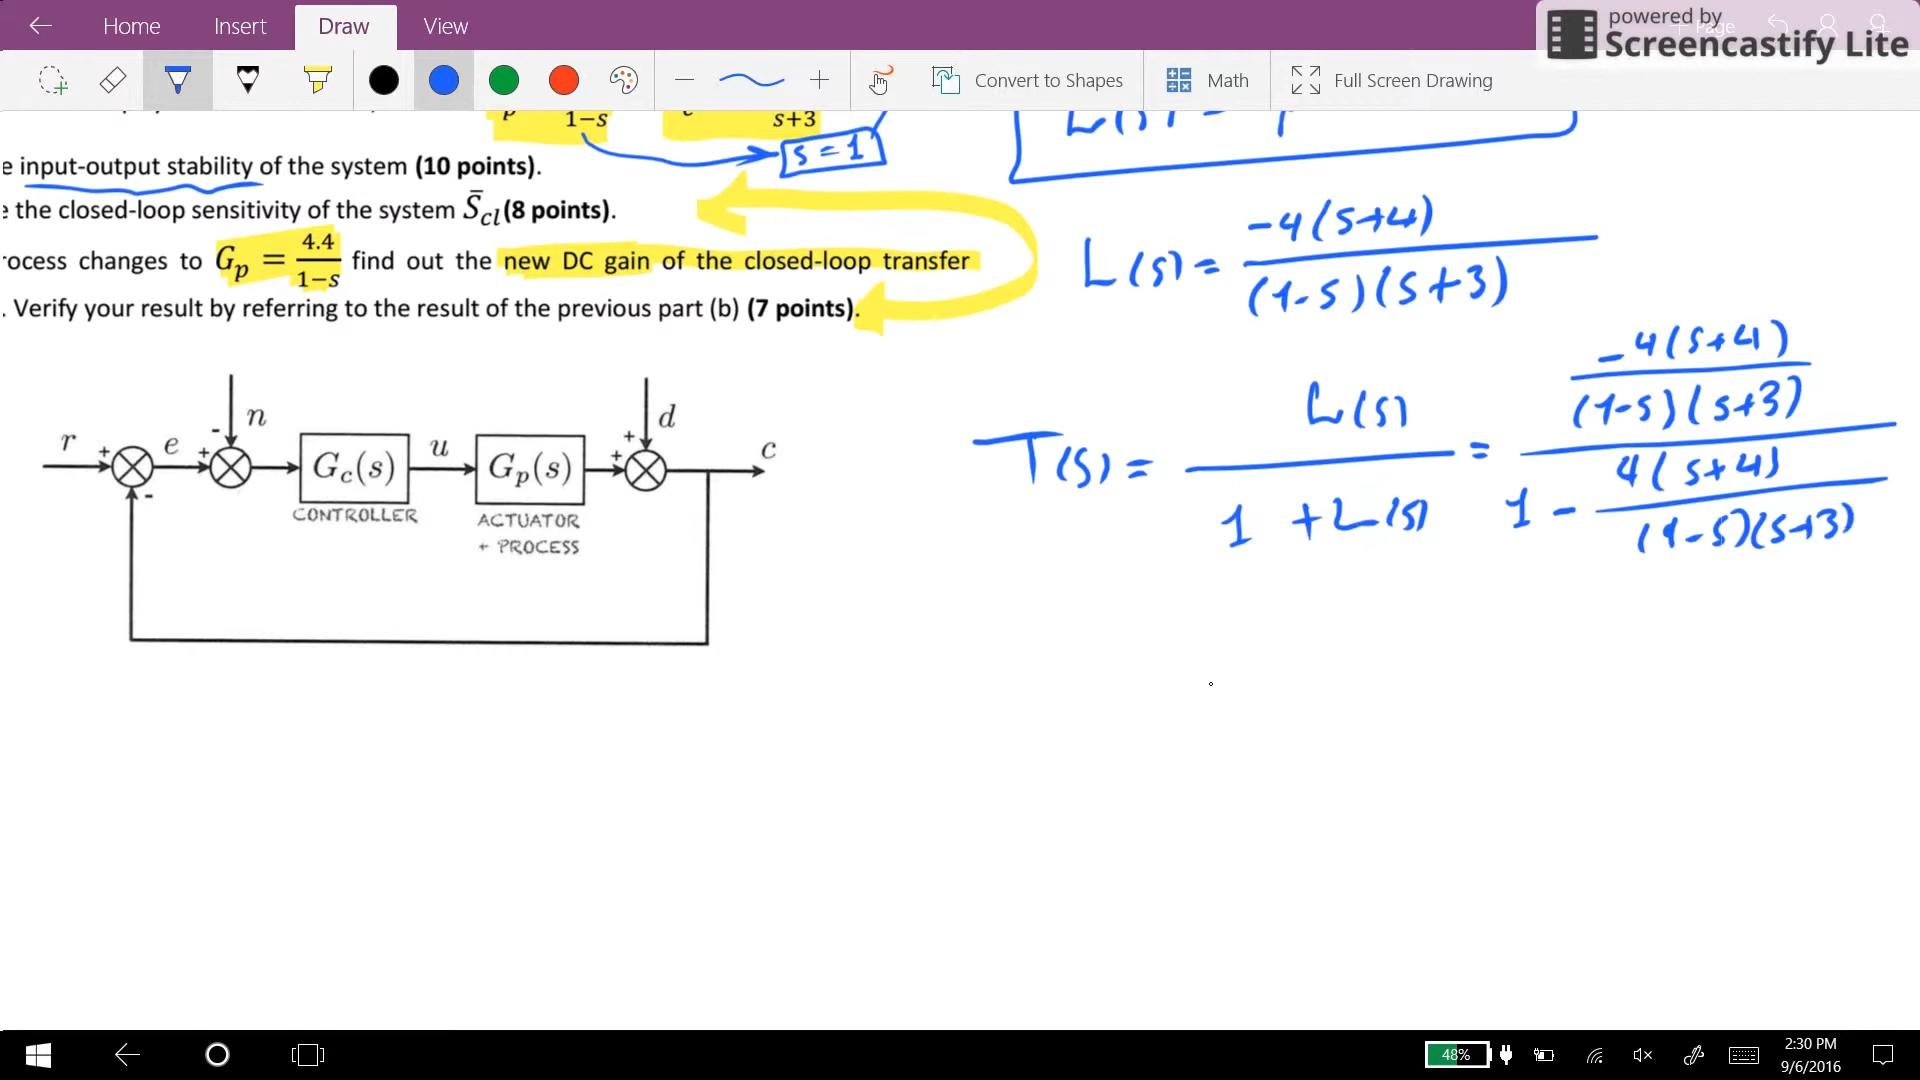 Home Insert Draw View
powered by
Screencastify Lite
Convert to Shapes Math Full Screen Drawing
1−s s+3
s = 1
e input-output stability of the system (10 points).
e the closed-loop sensitivity of the system S̄cl (8 points).
rocess changes to Gp = 4.4/1−s find out the new DC gain of the closed-loop transfer
. Verify your result by referring to the result of the previous part (b) (7 points).
L(s) = -4(s+4) / (1-s)(s+3)
T(s) = L(s) / 1 + L(s) = -4(s+4) / (1-s)(s+3) / 1 - 4(s+4) / (1-s)(s+3)
r + e + - n Gc(s) u Gp(s) + + d c
-
CONTROLLER
ACTUATOR
+ PROCESS
48%
2:30 PM
9/6/2016